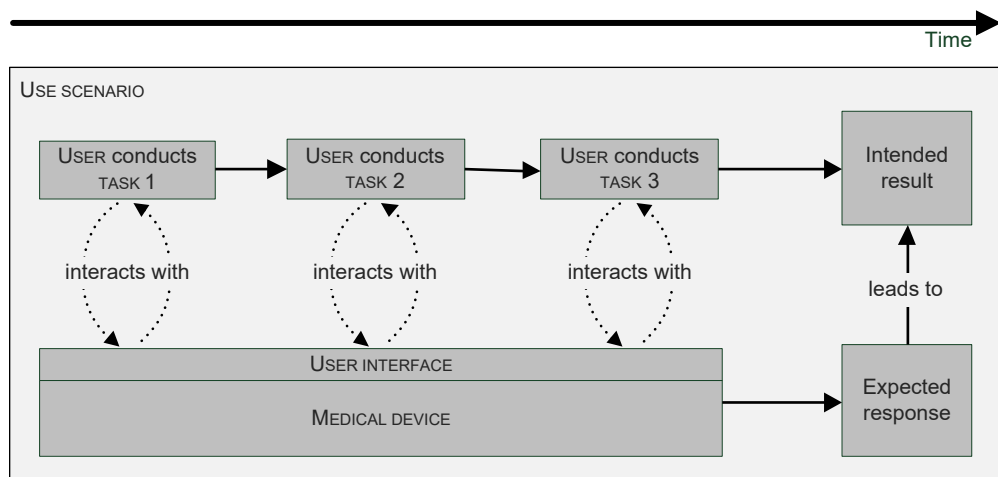 Time
USE SCENARIO
USER conducts
TASK 1
USER conducts
TASK 2
USER conducts
TASK 3
Intended
result
interacts with
interacts with
interacts with
leads to
USER INTERFACE
MEDICAL DEVICE
Expected
response